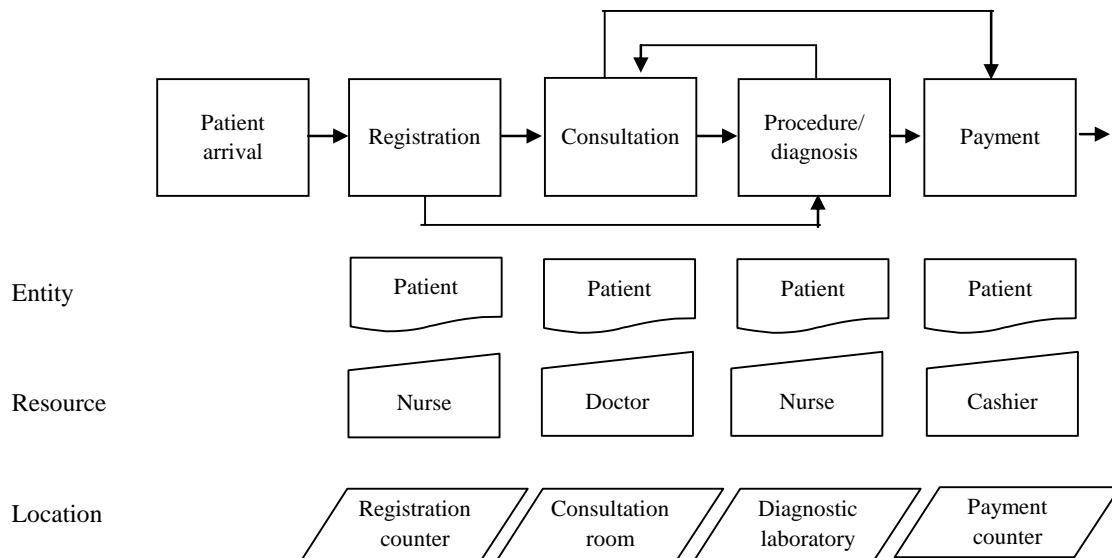 Patient
arrival
Registration
Consultation
Procedure/
diagnosis
Payment
Entity
Patient
Patient
Patient
Patient
Resource
Nurse
Doctor
Nurse
Cashier
Location
Registration
counter
Consultation
room
Diagnostic
laboratory
Payment
counter